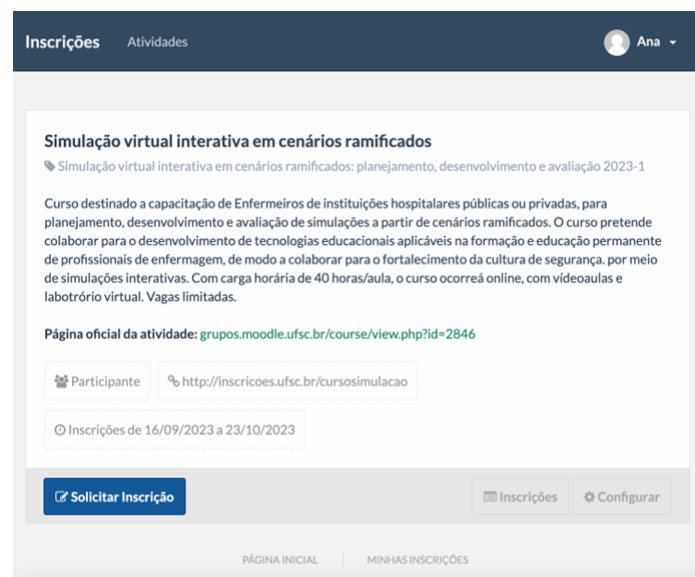 Inscrições Atividades Ana
Simulação virtual interativa em cenários ramificados
Simulação virtual interativa em cenários ramificados: planejamento, desenvolvimento e avaliação 2023-1
Curso destinado a capacitação de Enfermeiros de instituições hospitalares públicas ou privadas, para
planejamento, desenvolvimento e avaliação de simulações a partir de cenários ramificados. O curso pretende
colaborar para o desenvolvimento de tecnologias educacionais aplicáveis na formação e educação permanente
de profissionais de enfermagem, de modo a colaborar para o fortalecimento da cultura de segurança. por meio
de simulações interativas. Com carga horária de 40 horas/aula, o curso ocorreá online, com vídeoaulas e
labotrório virtual. Vagas limitadas.
Página oficial da atividade: grupos.moodle.ufsc.br/course/view.php?id=2846
Participante http://inscricoes.ufsc.br/cursosimulacao
Inscrições de 16/09/2023 a 23/10/2023
Solicitar Inscrição Inscrições Configurar
PÁGINA INICIAL MINHAS INSCRIÇÕES